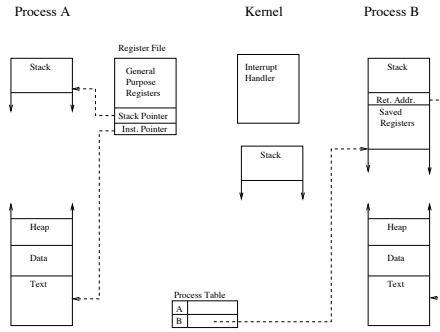 Process A
Kernel
Process B
Register File
Stack
General
Purpose
Registers
Stack Pointer
Inst. Pointer
Interrupt
Handler
Stack
Stack
Ret. Addr.
Saved
Registers
Heap
Data
Text
Heap
Data
Text
Process Table
A
B